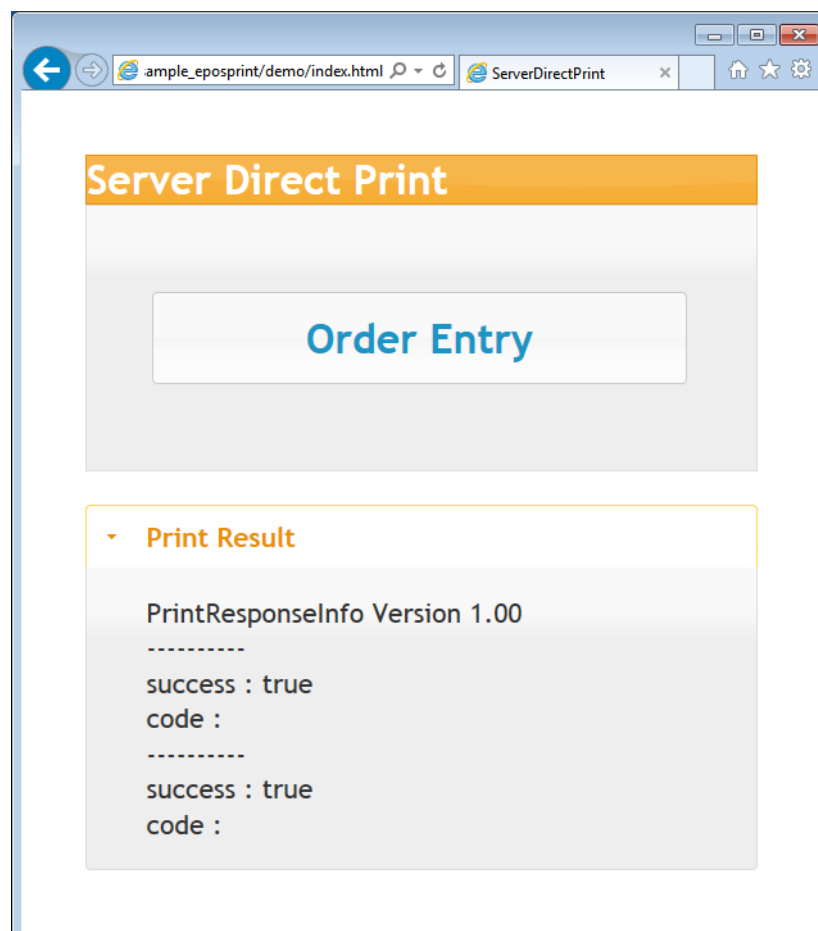 ample_eposprint/demo/index.html
ServerDirectPrint
Server Direct Print
Order Entry
Print Result
PrintResponseInfo Version 1.00
----------
success : true
code :
----------
success : true
code :